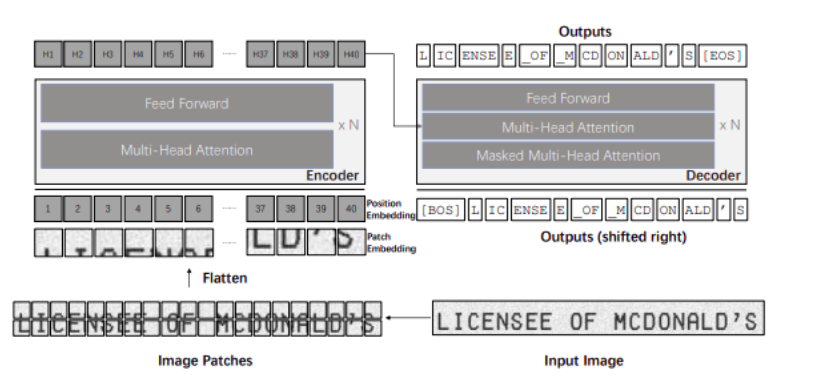 Outputs
H1 H2 H3 H4 H5 H6 ...... H37 H38 H39 H40
L IC ENSE E _OF _M CD ON ALD ' S [EOS]
Feed Forward
Multi-Head Attention
x N
Encoder
Feed Forward
Multi-Head Attention
Masked Multi-Head Attention
x N
Decoder
1 2 3 4 5 6 ...... 37 38 39 40
Position
Embedding
[BOS] L IC ENSE E _OF _M CD ON ALD ' S
Patch
Embedding
Outputs (shifted right)
Flatten
LICENSEE OF MCDONALD'S
LICENSEE OF MCDONALD'S
Image Patches
Input Image